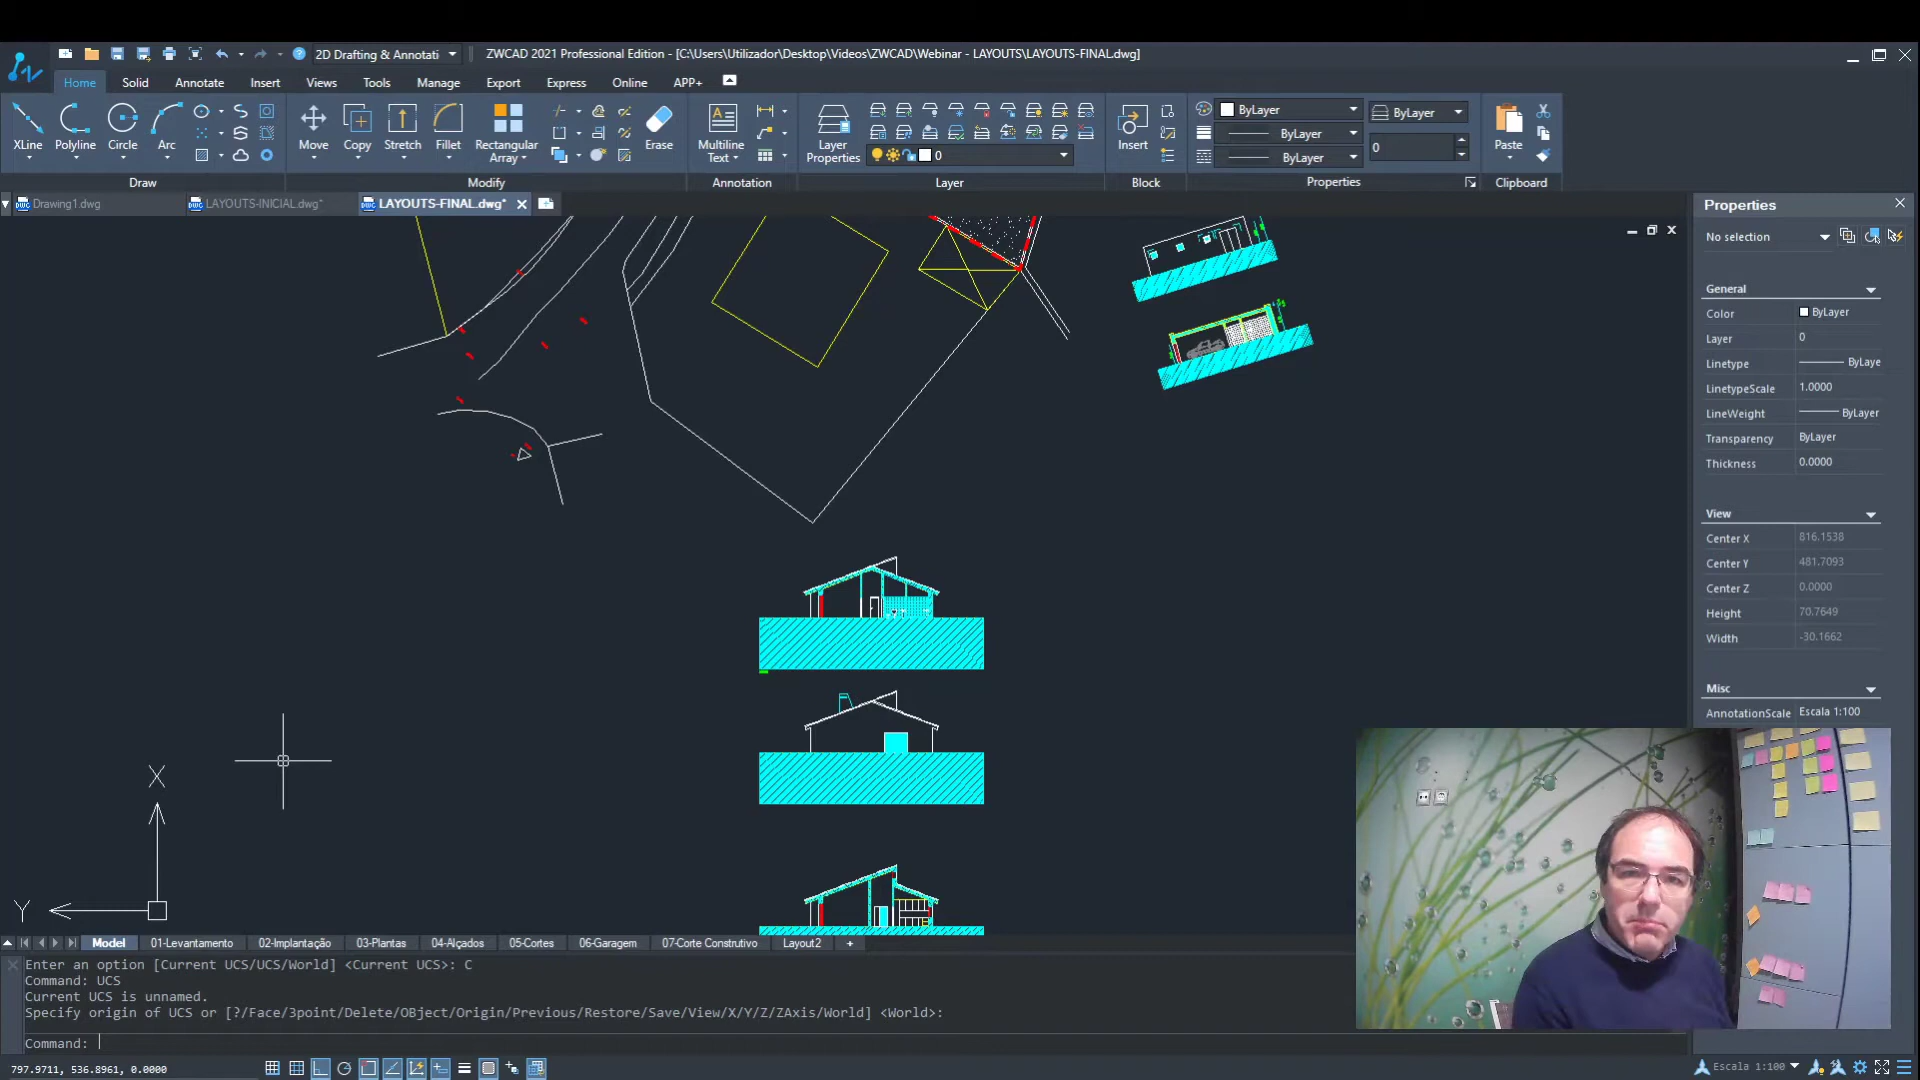 2D Drafting & Annotati
ZWCAD 2021 Professional Edition - [C:\Users\Utilizador\Desktop\Videos\ZWCAD\Webinar - LAYOUTS\LAYOUTS-FINAL.dwg]
Home Solid Annotate Insert Views Tools Manage Export Express Online APP+
XLine Polyline Circle Arc
Move Copy Stretch Fillet Rectangular Array Erase
Multiline Text
Layer Properties
0
Insert
ByLayer
ByLayer
ByLayer
ByLayer
0
Paste
Draw Modify Annotation Layer Block Properties Clipboard
Drawing1.dwg LAYOUTS-INICIAL.dwg* LAYOUTS-FINAL.dwg*
Properties
No selection
General
Color ByLayer
Layer 0
Linetype ByLaye
LinetypeScale 1.0000
LineWeight ByLayer
Transparency ByLayer
Thickness 0.0000
View
Center X 816.1538
Center Y 481.7093
Center Z 0.0000
Height 70.7649
Width -30.1662
Misc
AnnotationScale Escala 1:100
X
Y
Model 01-Levantamento 02-Implantação 03-Plantas 04-Alçados 05-Cortes 06-Garagem 07-Corte Construtivo Layout2 +
Enter an option [Current UCS/UCS/World] <Current UCS>: C
Command: UCS
Current UCS is unnamed.
Specify origin of UCS or [?/Face/3point/Delete/OBject/Origin/Previous/Restore/Save/View/X/Y/Z/ZAxis/World] <World>:
Command:
797.9711, 536.8961, 0.0000
Escala 1:100